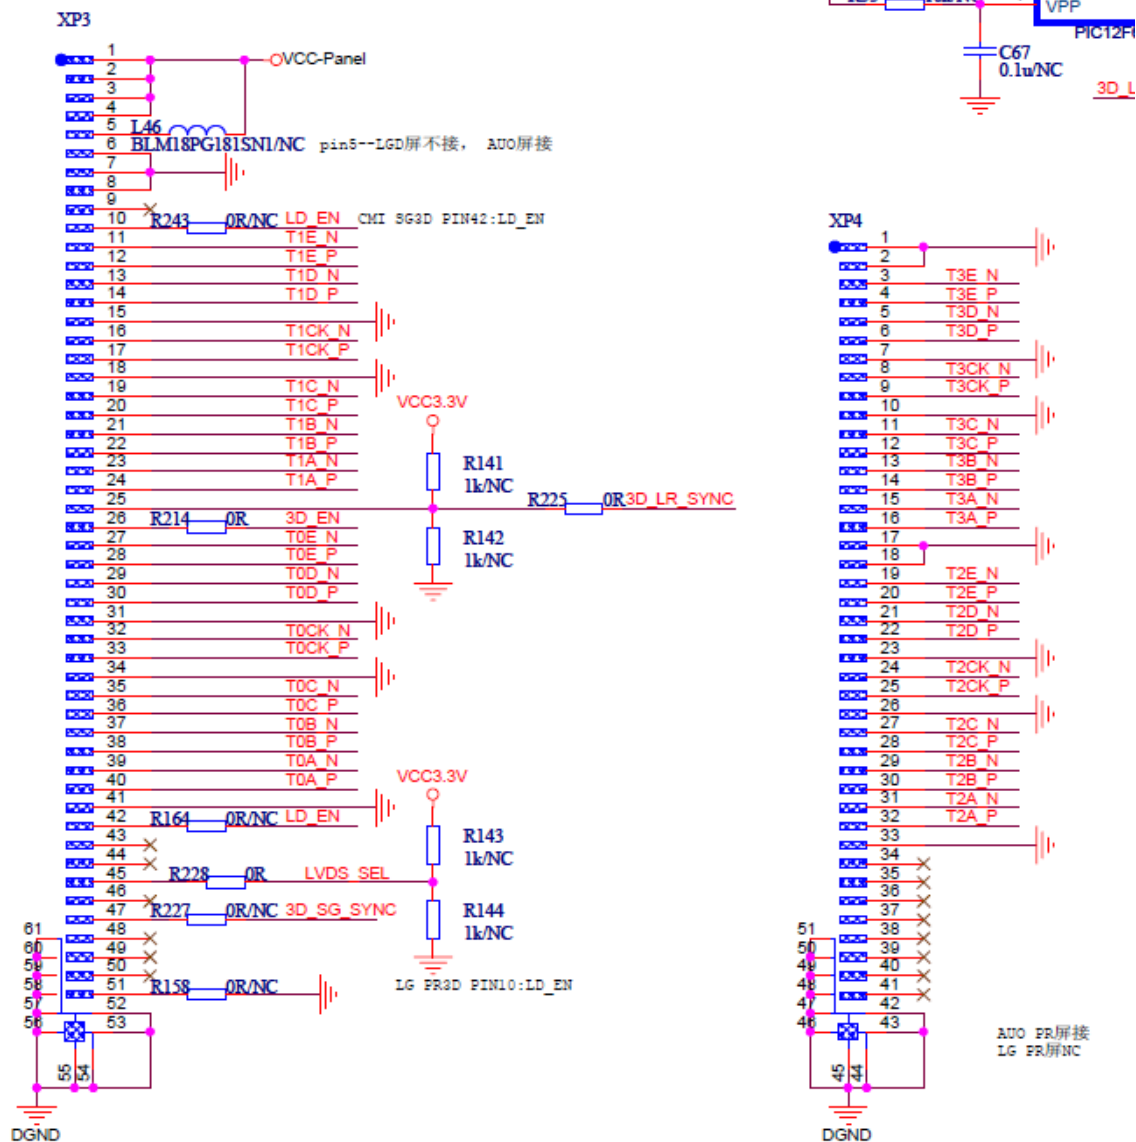 XP3
1
VCC-Panel
2
3
4
5
L46
BLM18PG181SN1/NC
pin5--LGD屏不接， AUO屏接
6
7
8
9
10
R243
0R/NC
LD_EN
CMI SG3D PIN42:LD_EN
11
T1E_N
12
T1E_P
13
T1D_N
14
T1D_P
15
16
T1CK_N
17
T1CK_P
18
19
T1C_N
20
T1C_P
21
T1B_N
22
T1B_P
23
T1A_N
24
T1A_P
VCC3.3V
R141
1k/NC
25
R225
0R
3D_LR_SYNC
26
R214
0R
3D_EN
R142
1k/NC
27
T0E_N
28
T0E_P
29
T0D_N
30
T0D_P
31
32
T0CK_N
33
T0CK_P
34
35
T0C_N
36
T0C_P
37
T0B_N
38
T0B_P
39
T0A_N
40
T0A_P
41
VCC3.3V
42
R164
0R/NC
LD_EN
R143
1k/NC
43
44
45
R228
0R
LVDS_SEL
46
47
R227
0R/NC
3D_SG_SYNC
R144
1k/NC
48
49
50
51
R158
0R/NC
LG PR3D PIN10:LD_EN
52
53
61
60
59
58
57
56
55
54
DGND
VPP
PIC12F
C67
0.1u/NC
3D_L
XP4
1
2
3
T3E_N
4
T3E_P
5
T3D_N
6
T3D_P
7
8
T3CK_N
9
T3CK_P
10
11
T3C_N
12
T3C_P
13
T3B_N
14
T3B_P
15
T3A_N
16
T3A_P
17
18
19
T2E_N
20
T2E_P
21
T2D_N
22
T2D_P
23
24
T2CK_N
25
T2CK_P
26
27
T2C_N
28
T2C_P
29
T2B_N
30
T2B_P
31
T2A_N
32
T2A_P
33
34
35
36
37
38
39
40
41
42
43
51
50
49
48
47
46
45
44
DGND
AUO PR屏接
LG PR屏NC